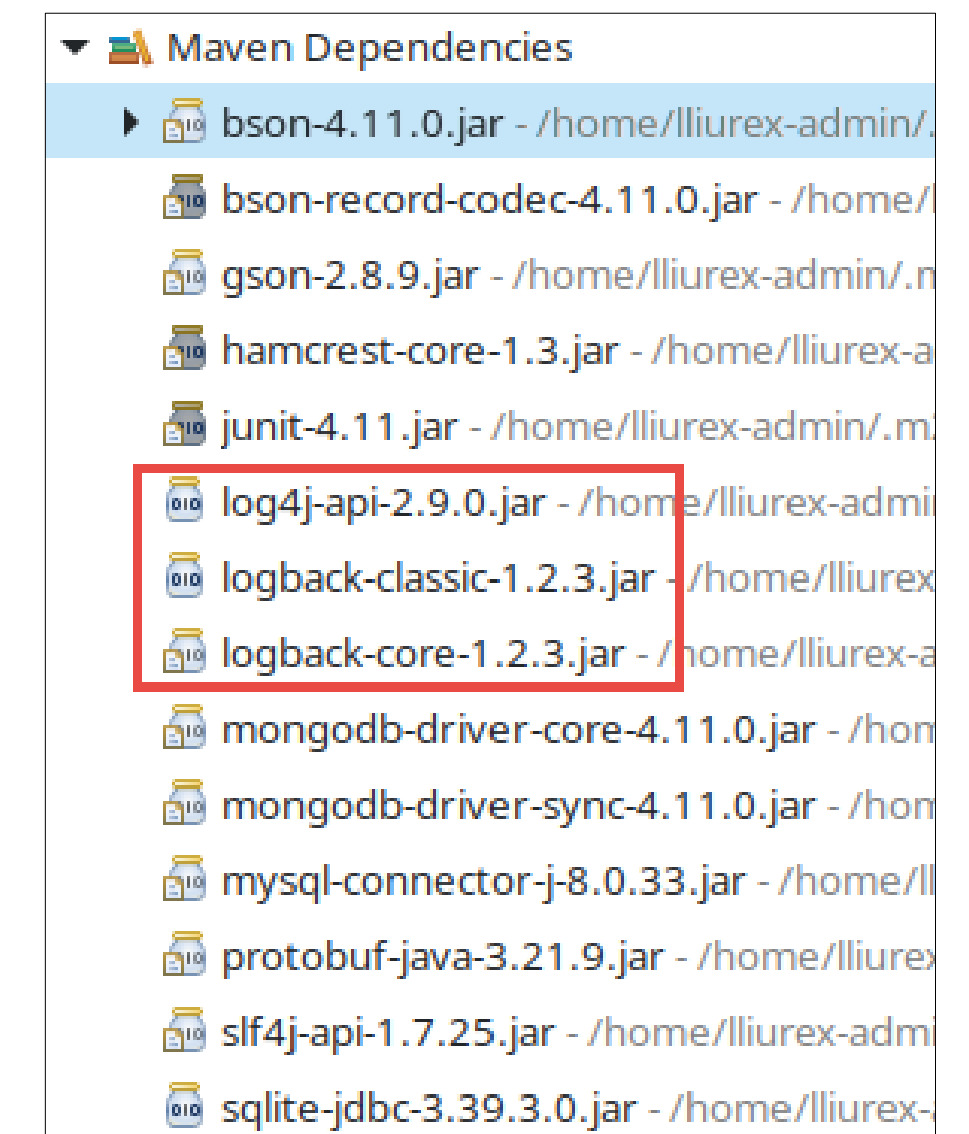 Maven Dependencies
bson-4.11.0.jar - /home/lliurex-admin/.
bson-record-codec-4.11.0.jar - /home/l
gson-2.8.9.jar - /home/lliurex-admin/.m
hamcrest-core-1.3.jar - /home/lliurex-a
junit-4.11.jar - /home/lliurex-admin/.m2
log4j-api-2.9.0.jar - /home/lliurex-admi
logback-classic-1.2.3.jar - /home/lliurex
logback-core-1.2.3.jar - /home/lliurex-a
mongodb-driver-core-4.11.0.jar - /hom
mongodb-driver-sync-4.11.0.jar - /hom
mysql-connector-j-8.0.33.jar - /home/ll
protobuf-java-3.21.9.jar - /home/lliurex
slf4j-api-1.7.25.jar - /home/lliurex-admi
sqlite-jdbc-3.39.3.0.jar - /home/lliurex-